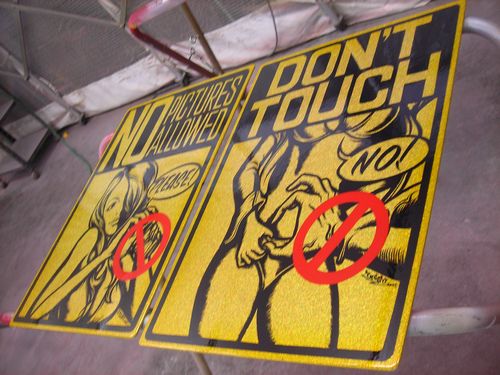 NO PICTURES
ALLOWED
PLEASE!
DON'T
TOUCH
NO!